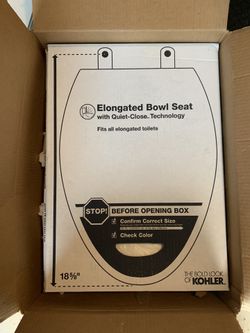 Elongated Bowl Seat
with Quiet-Close™ Technology
Fits all elongated toilets
STOP!
BEFORE OPENING BOX
Confirm Correct Size
Check Color
18⅝"
THE BOLD LOOK
OF KOHLER®